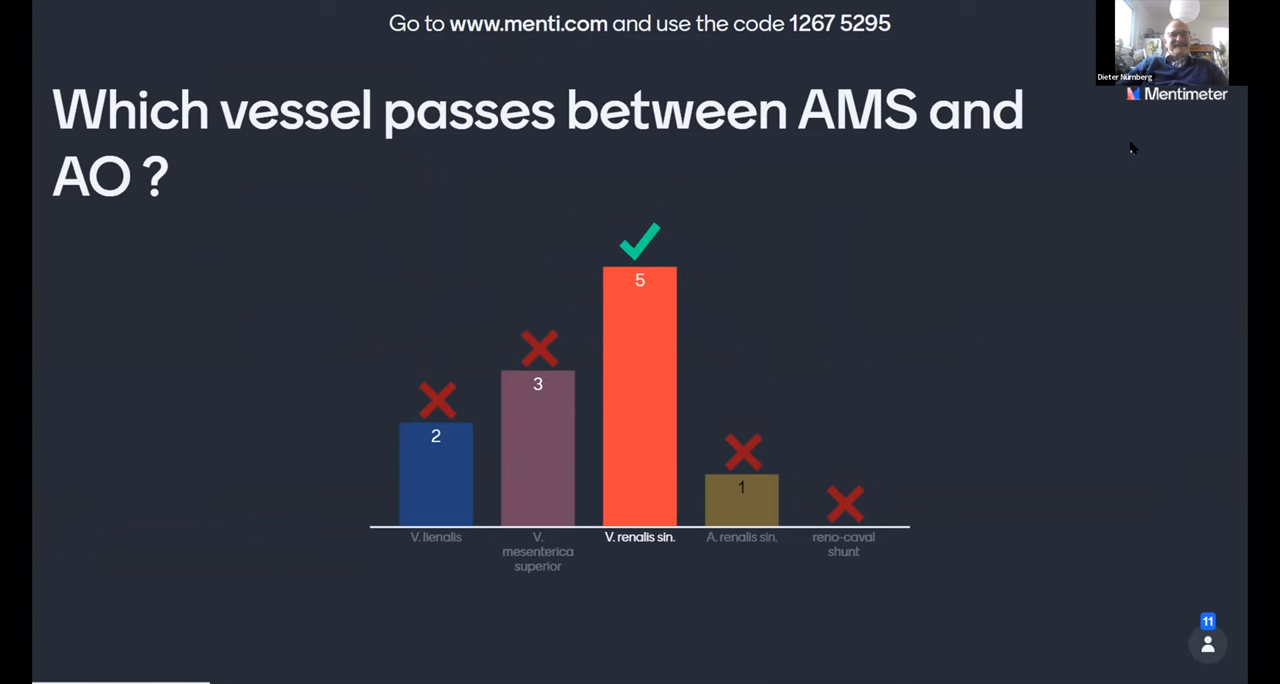 Go to www.menti.com and use the code 1267 5295
Dieter Nürnberg
Mentimeter
Which vessel passes between AMS and
AO ?
5
3
2
1
V. lienalis
V.
mesenterica
superior
V. renalis sin.
A. renalis sin.
reno-caval
shunt
11